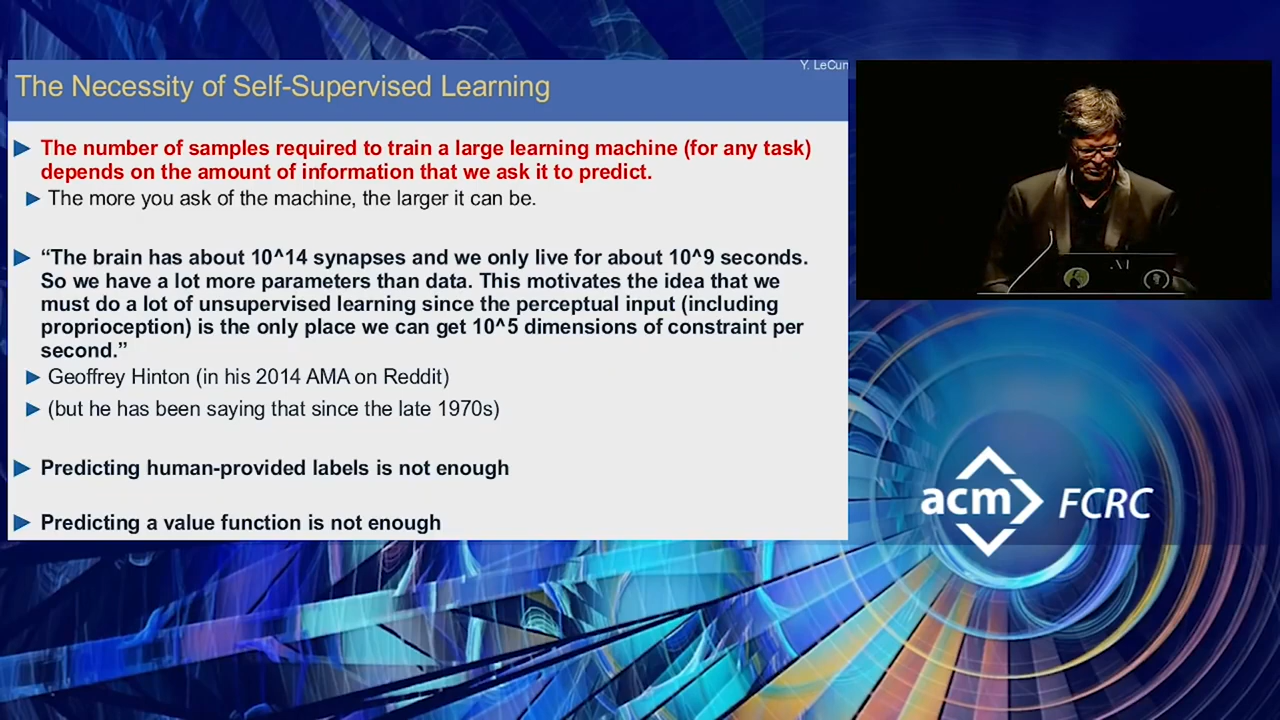 Y. LeCun
The Necessity of Self-Supervised Learning
The number of samples required to train a large learning machine (for any task)
depends on the amount of information that we ask it to predict.
The more you ask of the machine, the larger it can be.
“The brain has about 10^14 synapses and we only live for about 10^9 seconds.
So we have a lot more parameters than data. This motivates the idea that we
must do a lot of unsupervised learning since the perceptual input (including
proprioception) is the only place we can get 10^5 dimensions of constraint per
second.”
Geoffrey Hinton (in his 2014 AMA on Reddit)
(but he has been saying that since the late 1970s)
Predicting human-provided labels is not enough
Predicting a value function is not enough
acm FCRC